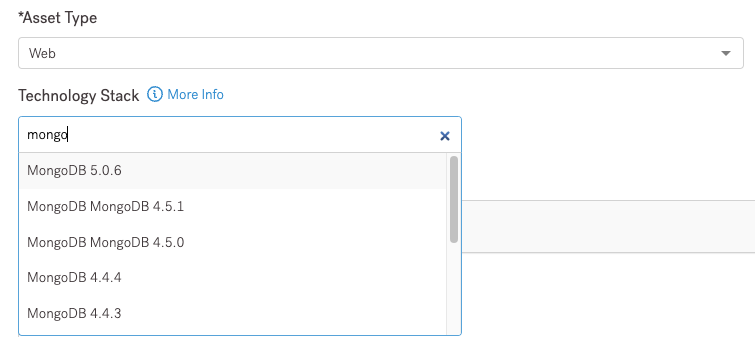 *Asset Type
Web
Technology Stack More Info
mongo
MongoDB 5.0.6
MongoDB MongoDB 4.5.1
MongoDB MongoDB 4.5.0
MongoDB 4.4.4
MongoDB 4.4.3